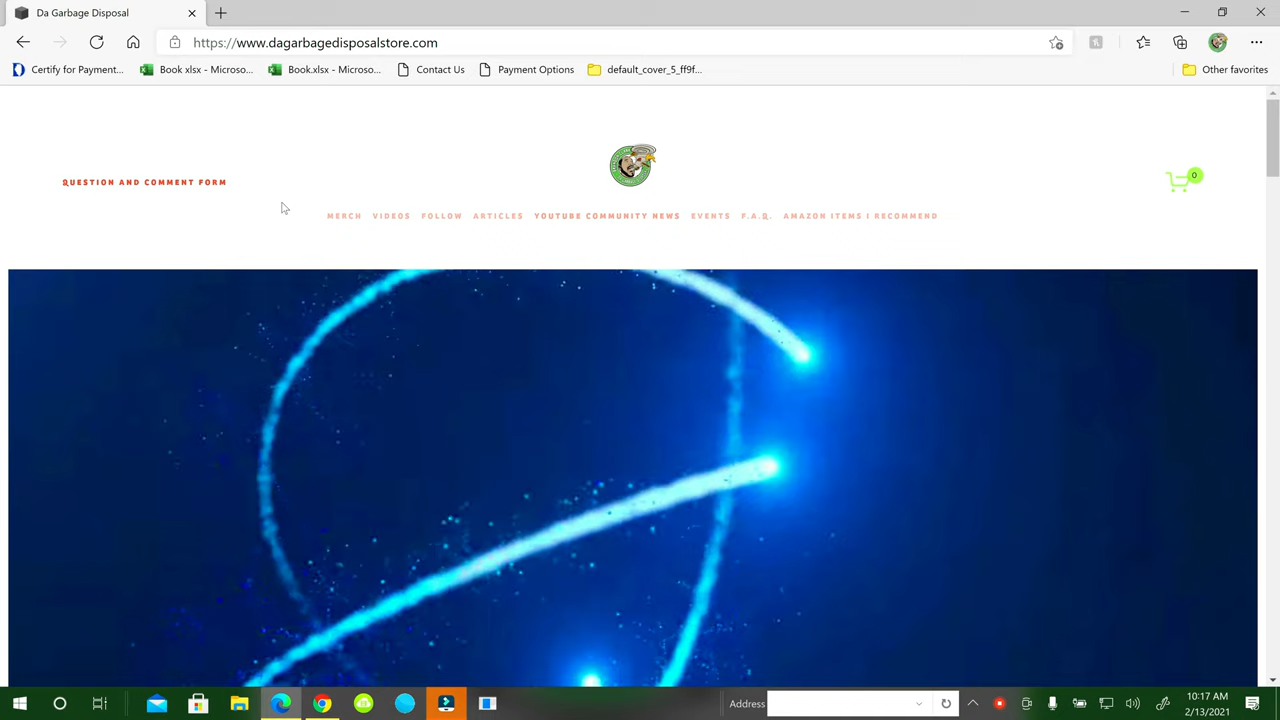 Da Garbage Disposal
https://www.dagarbagedisposalstore.com
Certify for Payment...
Book xlsx - Microso...
Book.xlsx - Microso...
Contact Us
Payment Options
default_cover_5_ff9f...
Other favorites
QUESTION AND COMMENT FORM
0
MERCH VIDEOS FOLLOW ARTICLES YOUTUBE COMMUNITY NEWS EVENTS F.A.Q. AMAZON ITEMS I RECOMMEND
Address
10:17 AM
2/13/2021